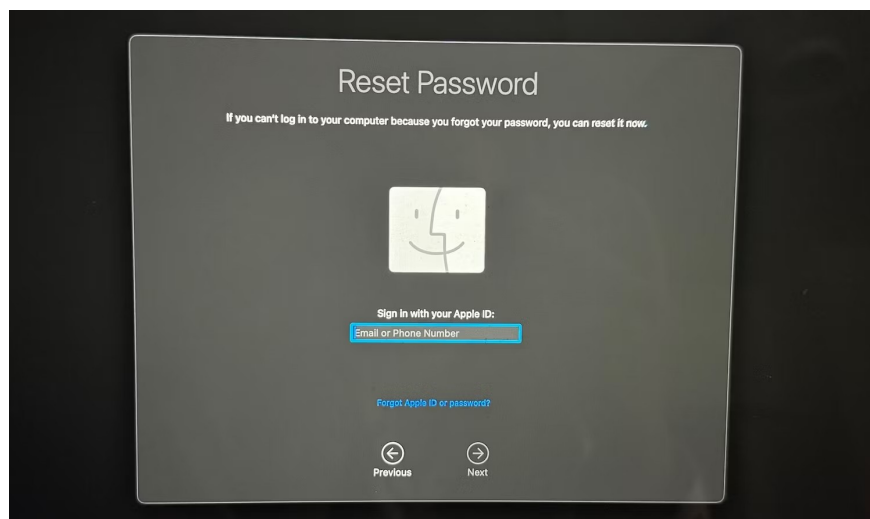 Reset Password
If you can't log in to your computer because you forgot your password, you can reset it now.
Sign in with your Apple ID:
Email or Phone Number
Forgot Apple ID or password?
Previous
Next